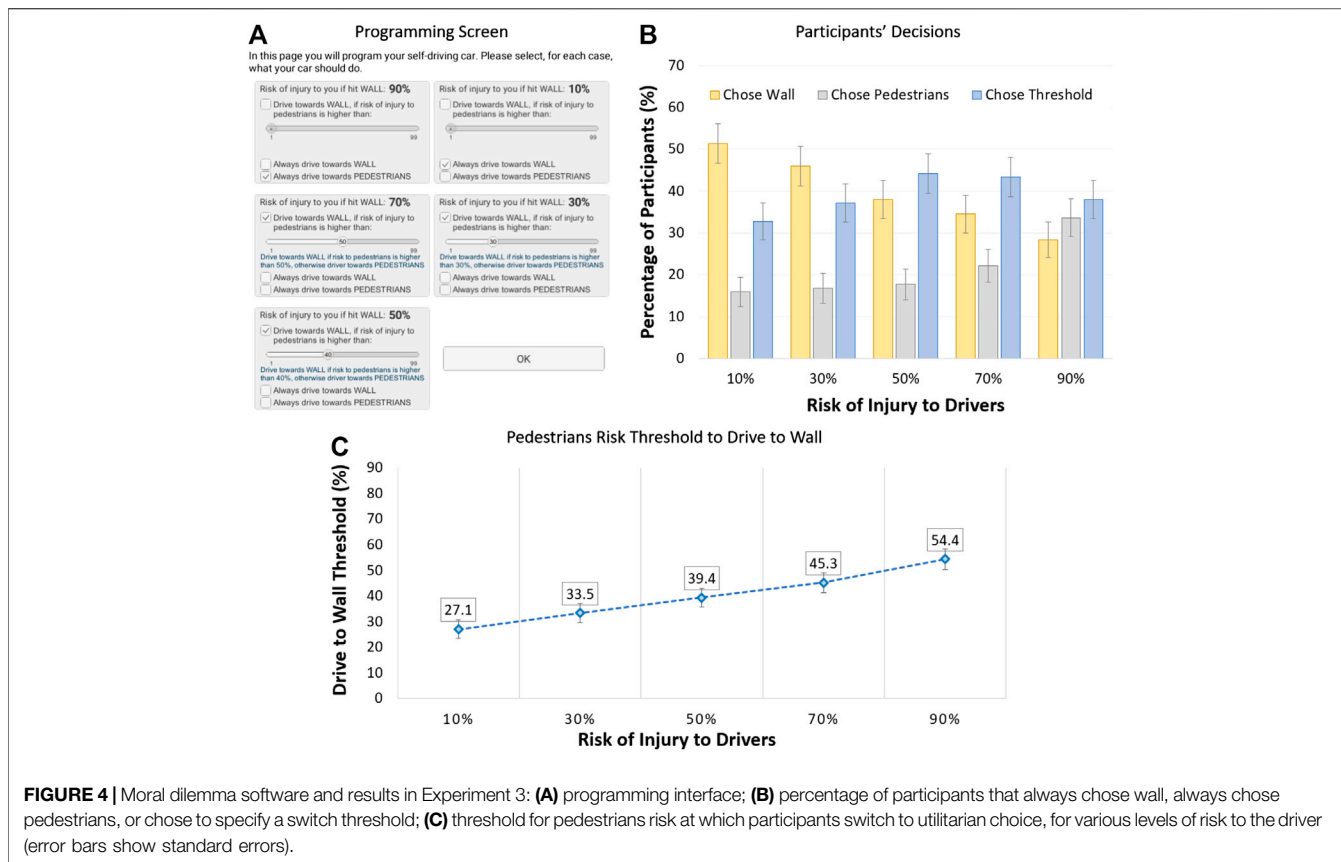 A
Programming Screen
In this page you will program your self-driving car. Please select, for each case,
what your car should do.
Risk of injury to you if hit WALL: 90%
Drive towards WALL, if risk of injury to
pedestrians is higher than:
1 99
Always drive towards WALL
Always drive towards PEDESTRIANS
Risk of injury to you if hit WALL: 10%
Drive towards WALL, if risk of injury to
pedestrians is higher than:
1 99
Always drive towards WALL
Always drive towards PEDESTRIANS
Risk of injury to you if hit WALL: 70%
Drive towards WALL, if risk of injury to
pedestrians is higher than:
50
1 99
Drive towards WALL if risk to pedestrians is higher
than 50%, otherwise driver towards PEDESTRIANS
Always drive towards WALL
Always drive towards PEDESTRIANS
Risk of injury to you if hit WALL: 30%
Drive towards WALL, if risk of injury to
pedestrians is higher than:
30
1 99
Drive towards WALL if risk to pedestrians is higher
than 30%, otherwise driver towards PEDESTRIANS
Always drive towards WALL
Always drive towards PEDESTRIANS
Risk of injury to you if hit WALL: 50%
Drive towards WALL, if risk of injury to
pedestrians is higher than:
40
1 99
Drive towards WALL if risk to pedestrians is higher
than 40%, otherwise driver towards PEDESTRIANS
Always drive towards WALL
Always drive towards PEDESTRIANS
OK
B
Participants' Decisions
Chose Wall Chose Pedestrians Chose Threshold
Percentage of Participants (%)
70
60
50
40
30
20
10
0
10% 30% 50% 70% 90%
Risk of Injury to Drivers
C
Pedestrians Risk Threshold to Drive to Wall
Drive to Wall Threshold (%)
90
80
70
60
50
40
30
20
10
0
27.1 33.5 39.4 45.3 54.4
10% 30% 50% 70% 90%
Risk of Injury to Drivers
FIGURE 4 | Moral dilemma software and results in Experiment 3: (A) programming interface; (B) percentage of participants that always chose wall, always chose
pedestrians, or chose to specify a switch threshold; (C) threshold for pedestrians risk at which participants switch to utilitarian choice, for various levels of risk to the driver
(error bars show standard errors).